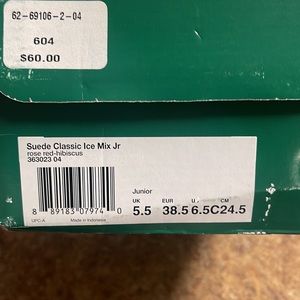 62-69106-2-04
604
$60.00
Suede Classic Ice Mix Jr
rose red-hibiscus
363023 04
Junior
UK EUR U CM
5.5 38.5 6.5C 24.5
8 89183 07974 0
UPC-A Made in Indonesia